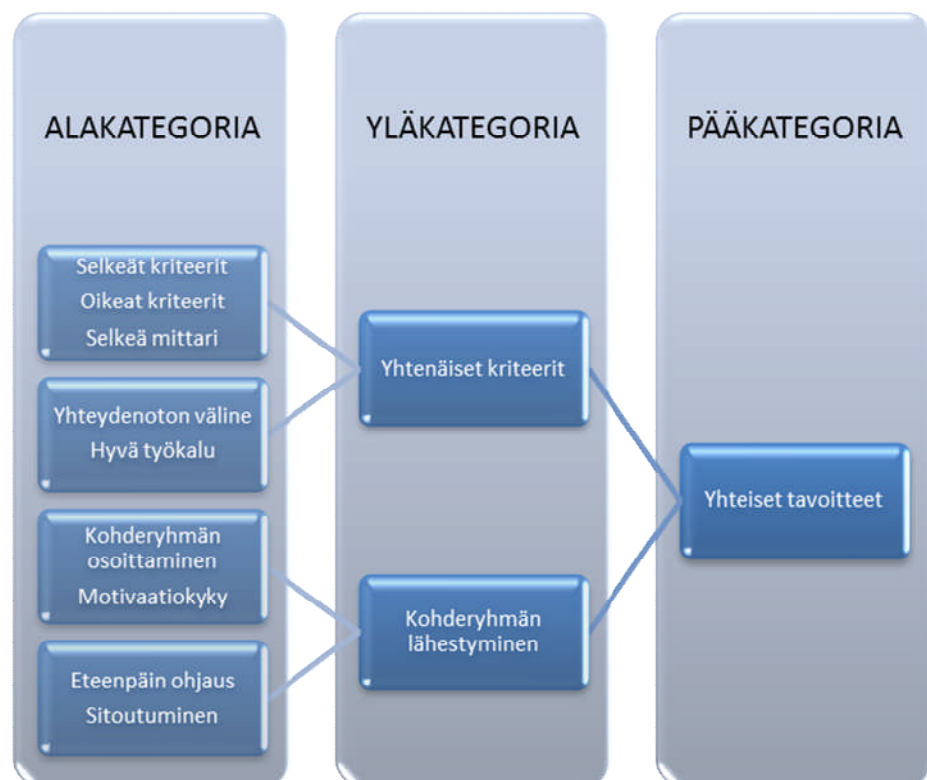 ALAKATEGORIA
YLÄKATEGORIA
PÄÄKATEGORIA
Selkeät kriteerit
Oikeat kriteerit
Selkeä mittari
Yhteydenoton väline
Hyvä työkalu
Kohderyhmän
osoittaminen
Motivaatiokyky
Eteenpäin ohjaus
Sitoutuminen
Yhtenäiset kriteerit
Kohderyhmän
lähestyminen
Yhteiset tavoitteet